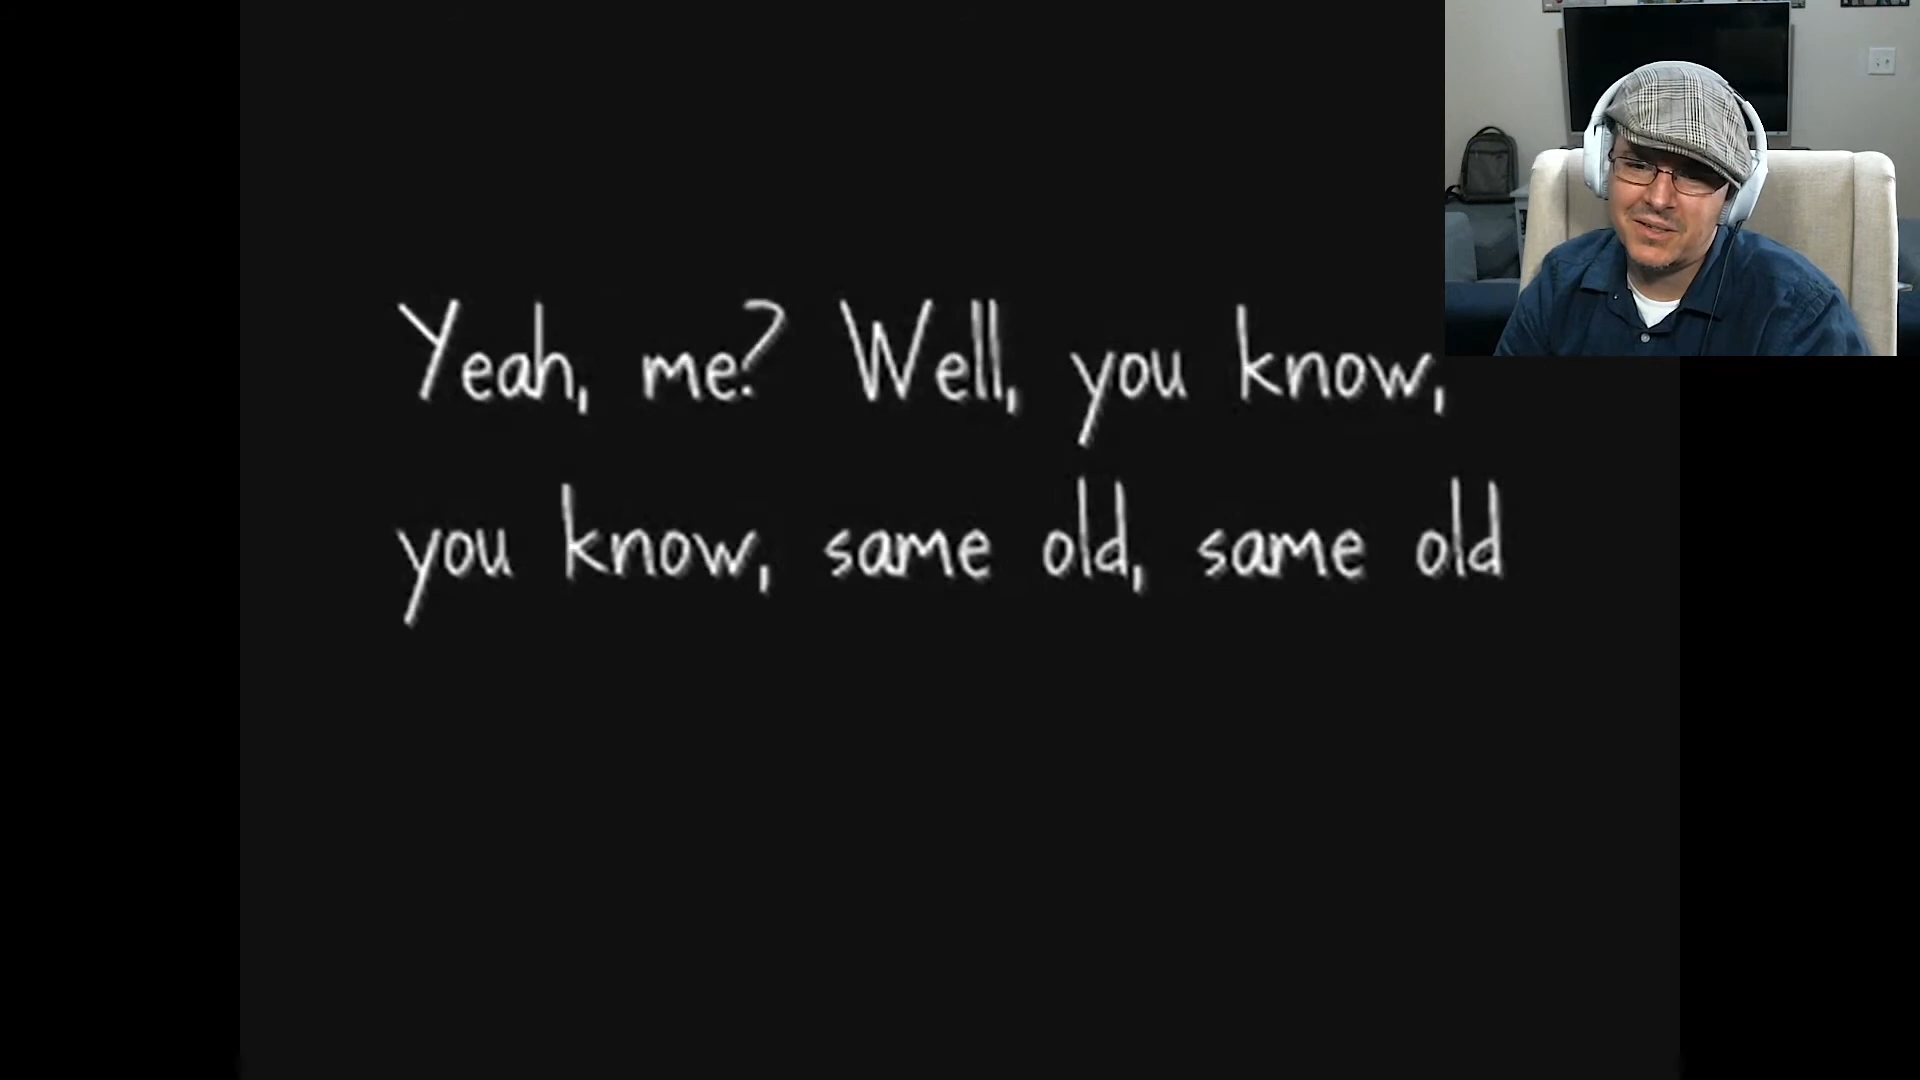 Yeah, me? Well, you know,
you know, same old, same old